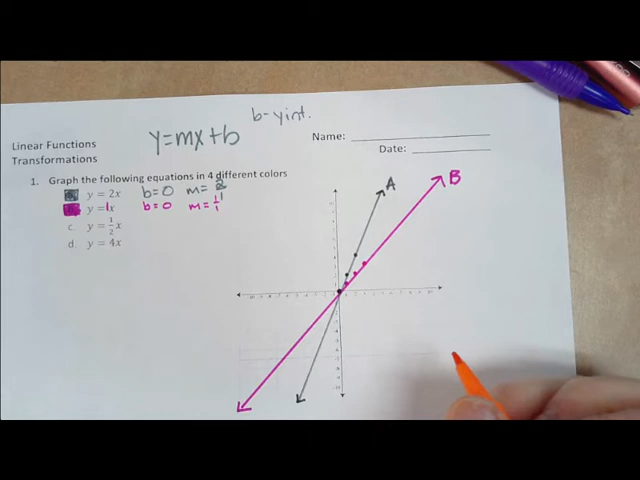 b-yint.
y=mx+b
Linear Functions
Transformations
Name:
Date:
1. Graph the following equations in 4 different colors
y = 2x b=0 m=2/1
y = 1x b=0 m=1/1
c. y = 1/2 x
d. y = 4x
A
B